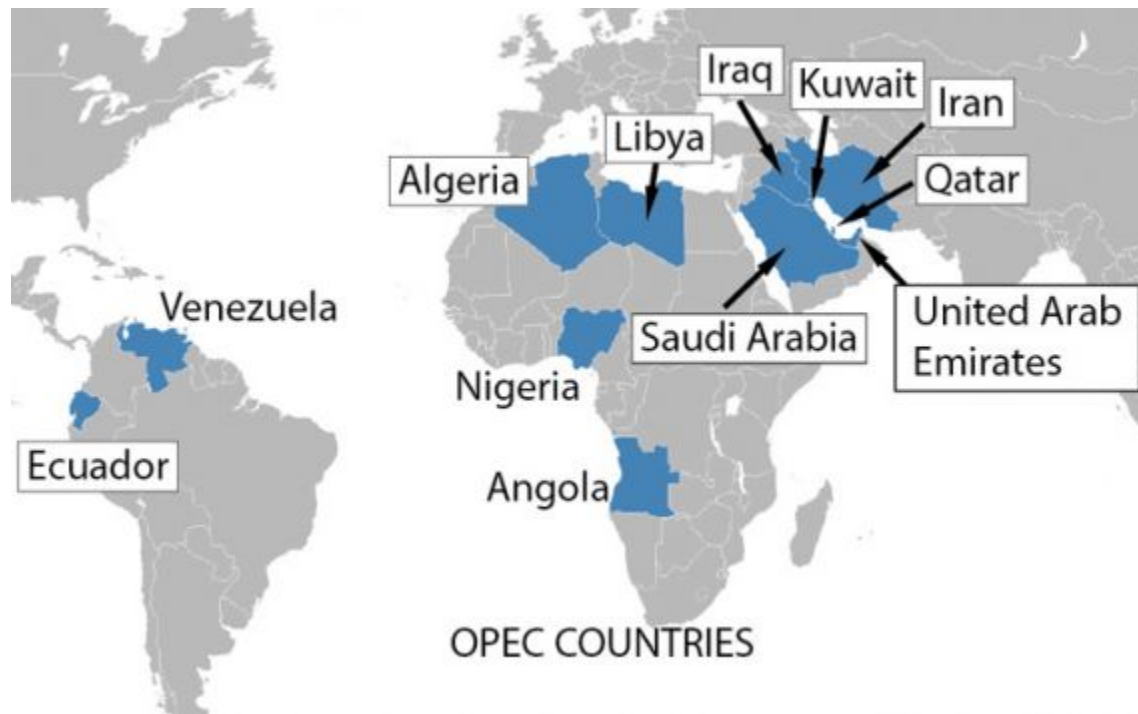 Iraq
Kuwait
Iran
Libya
Algeria
Qatar
Venezuela
Saudi Arabia
United Arab
Emirates
Nigeria
Ecuador
Angola
OPEC COUNTRIES